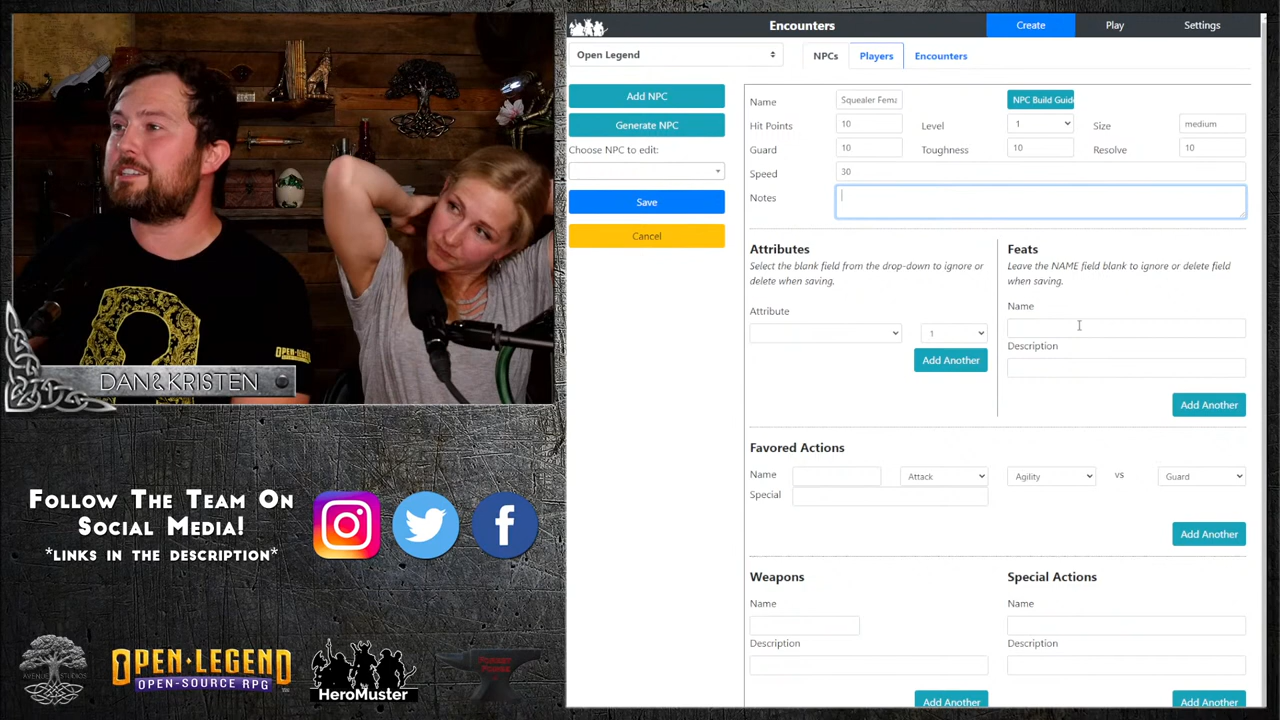 Encounters
Create
Play
Settings
Open Legend
NPCs
Players
Encounters
Add NPC
Generate NPC
Choose NPC to edit:
Save
Cancel
Name
Squealer Fema
NPC Build Guid
Hit Points
10
Level
1
Size
medium
Guard
10
Toughness
10
Resolve
10
Speed
30
Notes
Attributes
Select the blank field from the drop-down to ignore or
delete when saving.
Attribute
1
Add Another
Feats
Leave the NAME field blank to ignore or delete field
when saving.
Name
Description
Add Another
Favored Actions
Name
Attack
Agility
vs
Guard
Special
Add Another
Weapons
Name
Description
Add Another
Special Actions
Name
Description
Add Another
OPEN-LEGEND
DAN & KRISTEN
FOLLOW THE TEAM ON
SOCIAL MEDIA!
*LINKS IN THE DESCRIPTION*
OPEN·LEGEND
OPEN-SOURCE RPG
HeroMuster